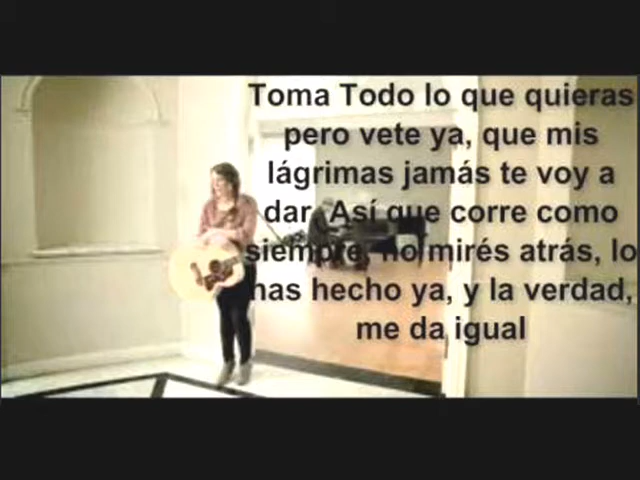 Toma Todo lo que quieras
pero vete ya, que mis
lágrimas jamás te voy a
dar. Así que corre como
siempre, no mirés atrás, lo
has hecho ya, y la verdad,
me da igual